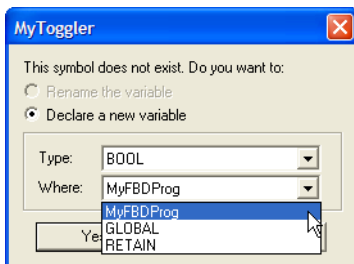 MyToggler
This symbol does not exist. Do you want to:
Rename the variable
Declare a new variable
Type: BOOL
Where: MyFBDProg
MyFBDProg
GLOBAL
Ye
RETAIN